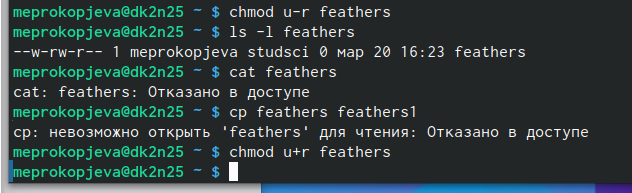 meprokopjeva@dk2n25 ~ $ chmod u-r feathers
meprokopjeva@dk2n25 ~ $ ls -l feathers
--w-rw-r-- 1 meprokopjeva studsci 0 мар 20 16:23 feathers
meprokopjeva@dk2n25 ~ $ cat feathers
cat: feathers: Отказано в доступе
meprokopjeva@dk2n25 ~ $ cp feathers feathers1
cp: невозможно открыть 'feathers' для чтения: Отказано в доступе
meprokopjeva@dk2n25 ~ $ chmod u+r feathers
meprokopjeva@dk2n25 ~ $